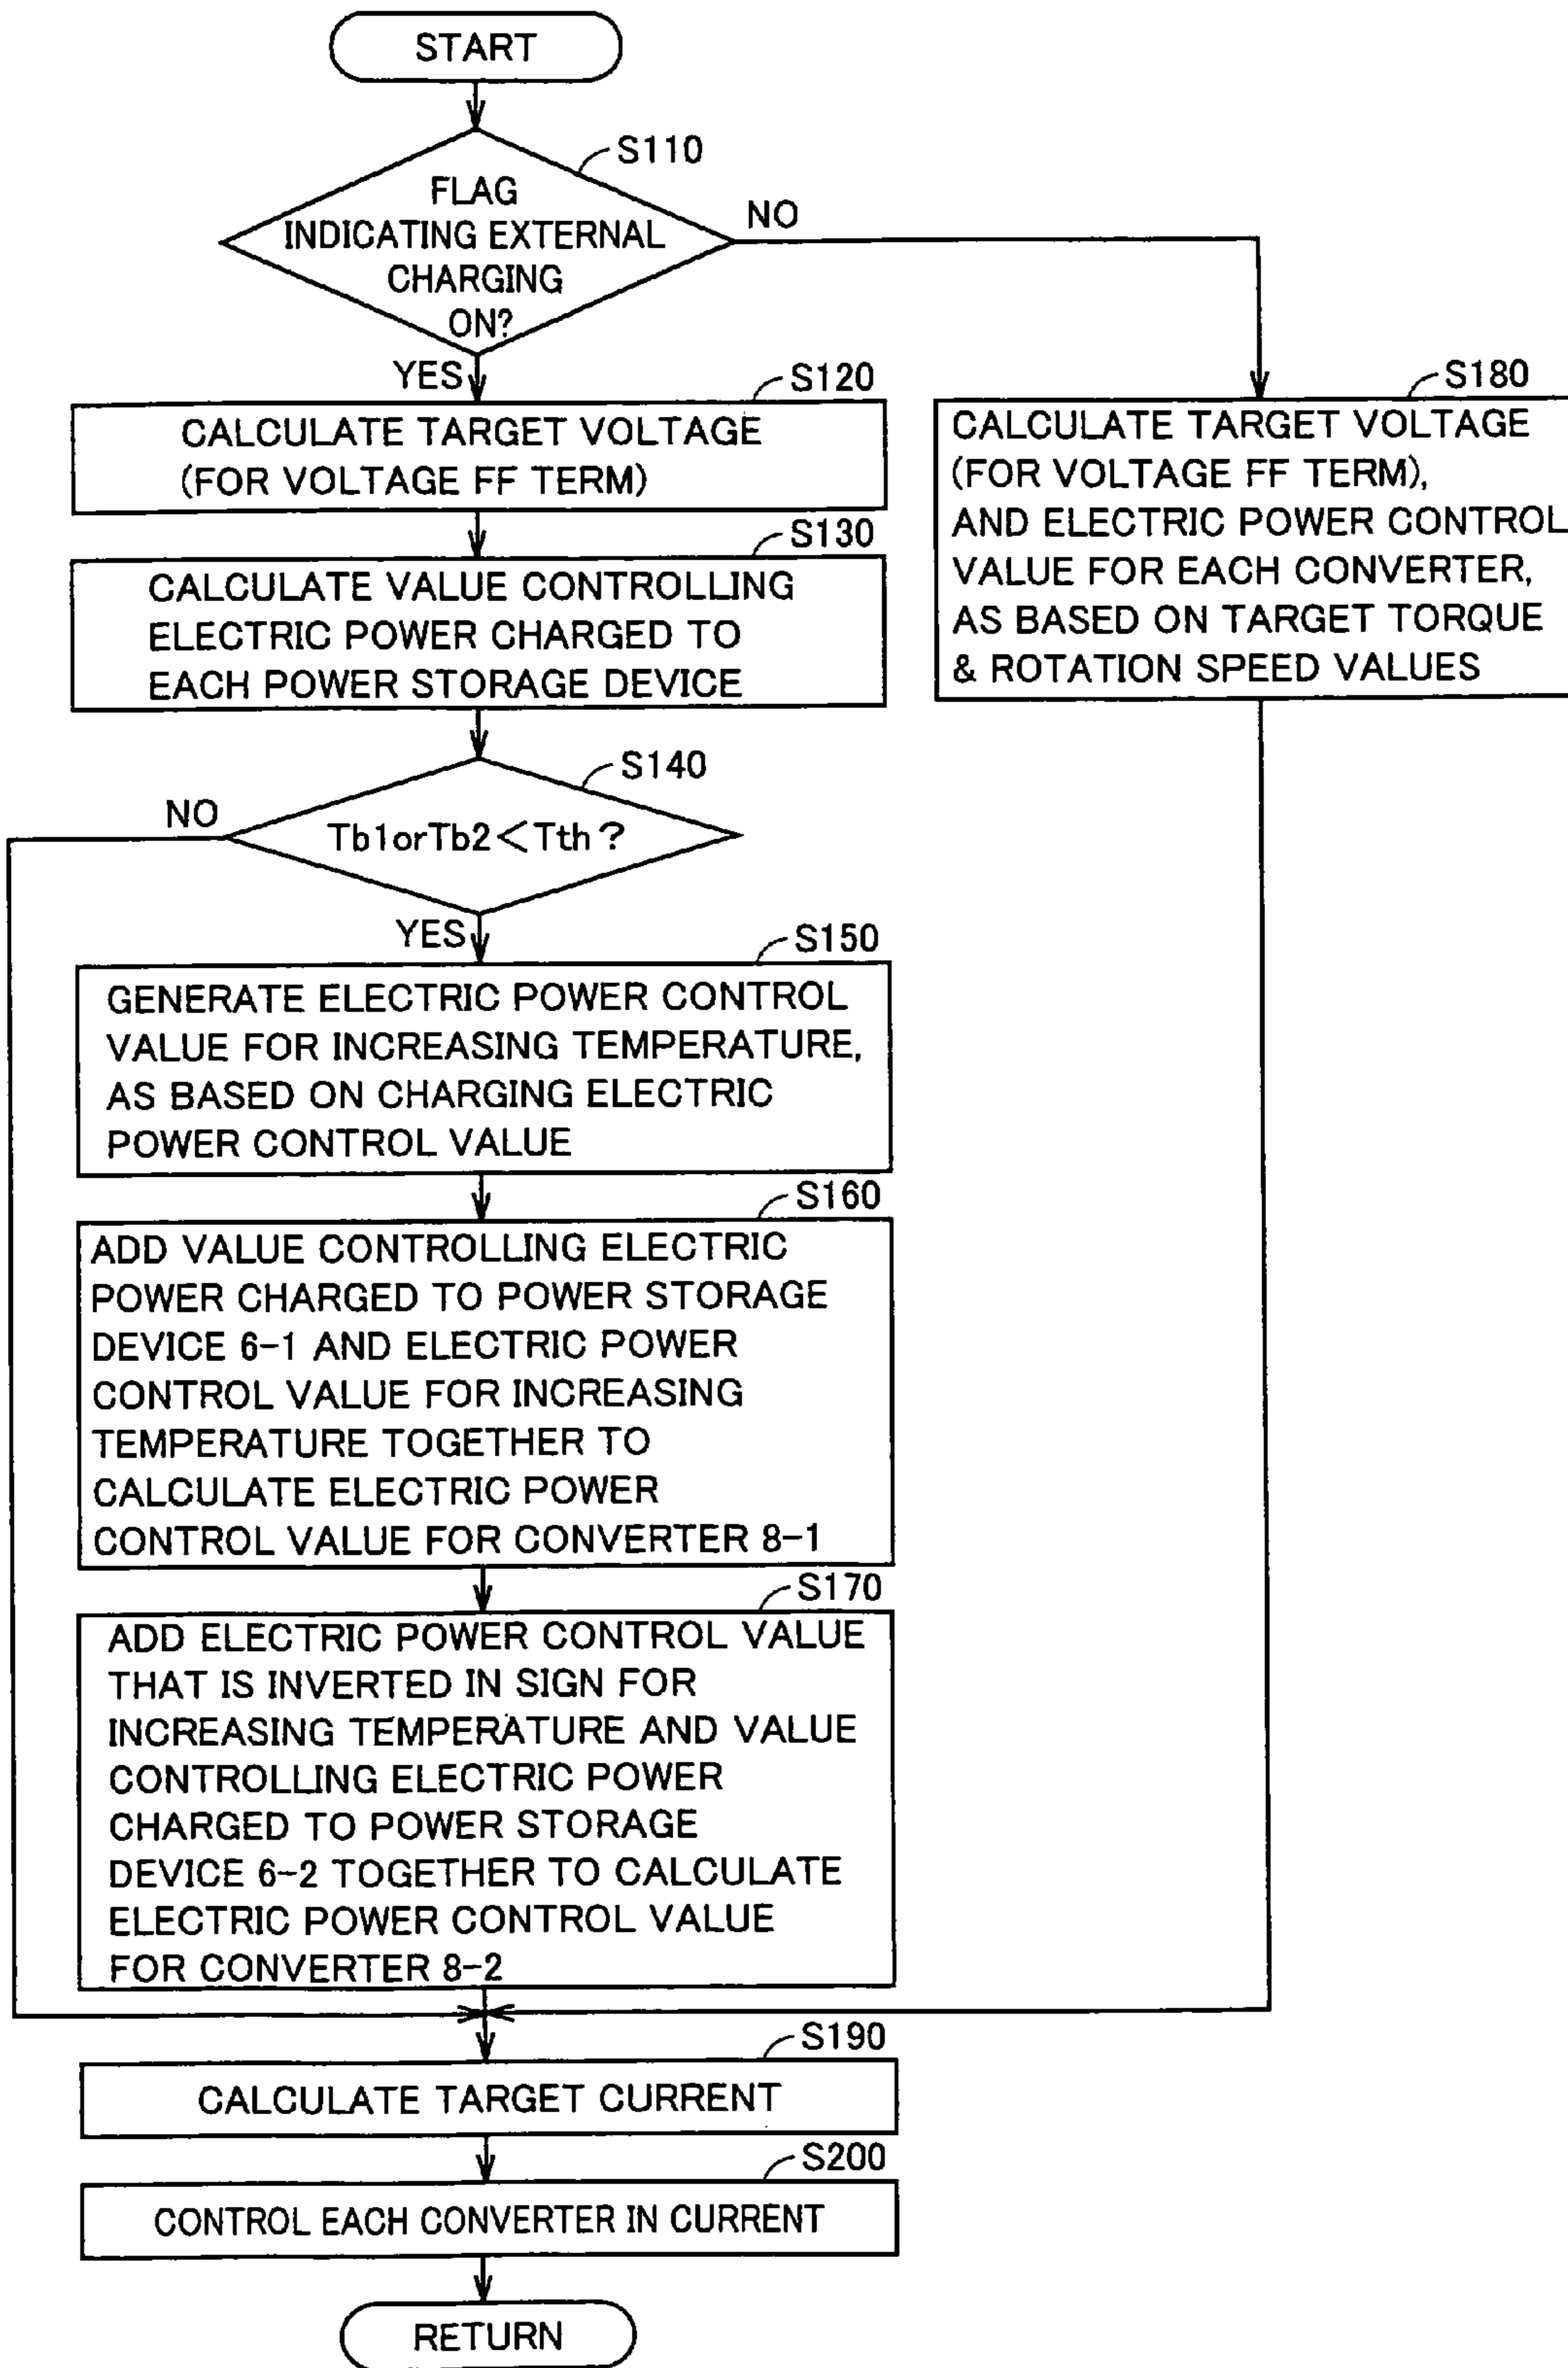 START
S110
FLAG
INDICATING EXTERNAL
CHARGING
ON?
NO
YES
S120
CALCULATE TARGET VOLTAGE
(FOR VOLTAGE FF TERM)
S180
CALCULATE TARGET VOLTAGE
(FOR VOLTAGE FF TERM),
AND ELECTRIC POWER CONTROL
VALUE FOR EACH CONVERTER,
AS BASED ON TARGET TORQUE
& ROTATION SPEED VALUES
S130
CALCULATE VALUE CONTROLLING
ELECTRIC POWER CHARGED TO
EACH POWER STORAGE DEVICE
S140
NO
Tb1orTb2<Tth?
YES
S150
GENERATE ELECTRIC POWER CONTROL
VALUE FOR INCREASING TEMPERATURE,
AS BASED ON CHARGING ELECTRIC
POWER CONTROL VALUE
S160
ADD VALUE CONTROLLING ELECTRIC
POWER CHARGED TO POWER STORAGE
DEVICE 6-1 AND ELECTRIC POWER
CONTROL VALUE FOR INCREASING
TEMPERATURE TOGETHER TO
CALCULATE ELECTRIC POWER
CONTROL VALUE FOR CONVERTER 8-1
S170
ADD ELECTRIC POWER CONTROL VALUE
THAT IS INVERTED IN SIGN FOR
INCREASING TEMPERATURE AND VALUE
CONTROLLING ELECTRIC POWER
CHARGED TO POWER STORAGE
DEVICE 6-2 TOGETHER TO CALCULATE
ELECTRIC POWER CONTROL VALUE
FOR CONVERTER 8-2
S190
CALCULATE TARGET CURRENT
S200
CONTROL EACH CONVERTER IN CURRENT
RETURN